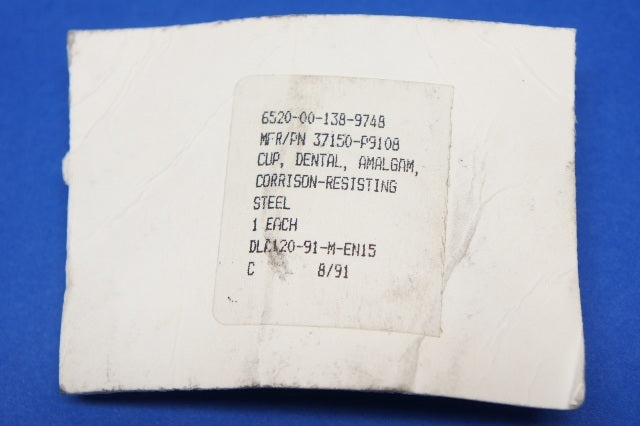 6520-00-138-9748
MFR/PN 37150-P9108
CUP, DENTAL, AMALGAM,
CORRISON-RESISTING
STEEL
1 EACH
DLA120-91-M-EN15
C 8/91